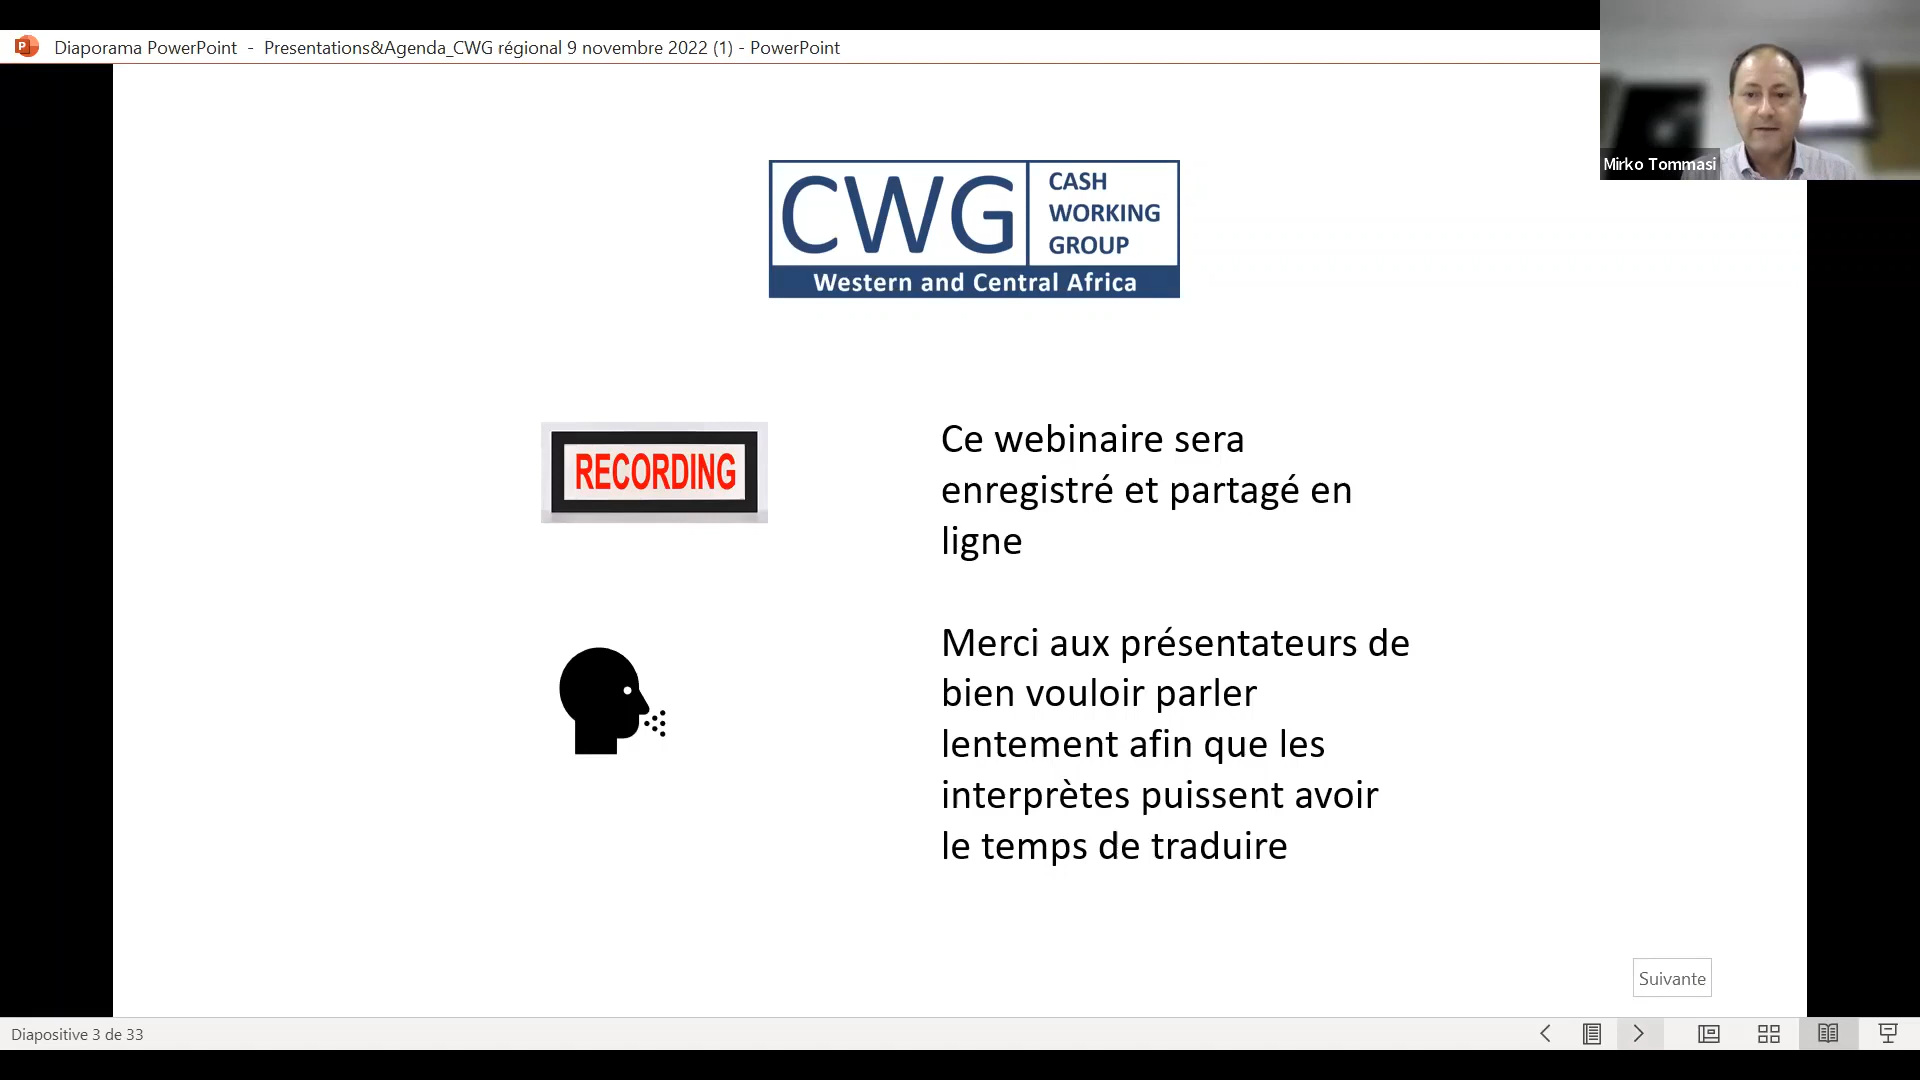 Diaporama PowerPoint - Presentations&Agenda_CWG régional 9 novembre 2022 (1) - PowerPoint
Mirko Tommasi
CWG
CASH
WORKING
GROUP
Western and Central Africa
RECORDING
Ce webinaire sera
enregistré et partagé en
ligne
Merci aux présentateurs de
bien vouloir parler
lentement afin que les
interprètes puissent avoir
le temps de traduire
Suivante
Diapositive 3 de 33